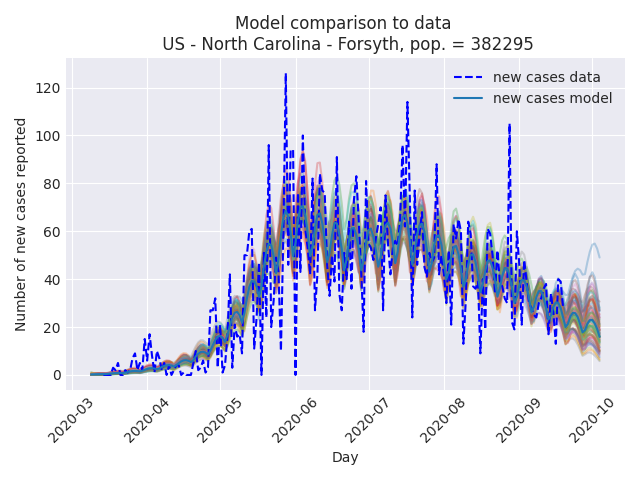 Model comparison to data
US - North Carolina - Forsyth, pop. = 382295
new cases data
new cases model
Number of new cases reported
120
100
80
60
40
20
0
2020-03
2020-04
2020-05
2020-06
2020-07
2020-08
2020-09
2020-10
Day